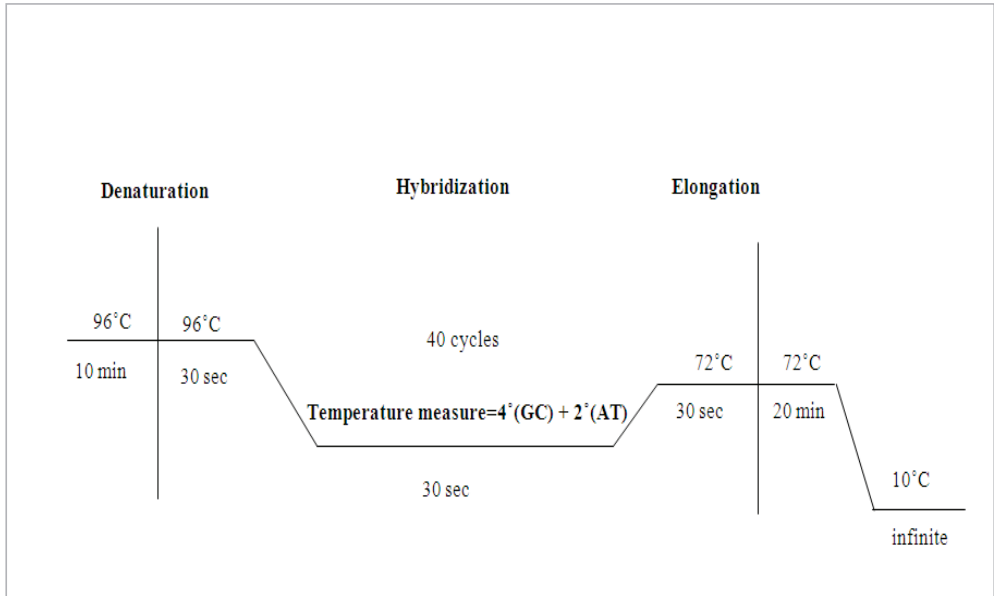 Denaturation
Hybridization
Elongation
96°C
96°C
10 min
30 sec
40 cycles
Temperature measure=4°(GC) + 2°(AT)
30 sec
72°C
72°C
30 sec
20 min
10°C
infinite